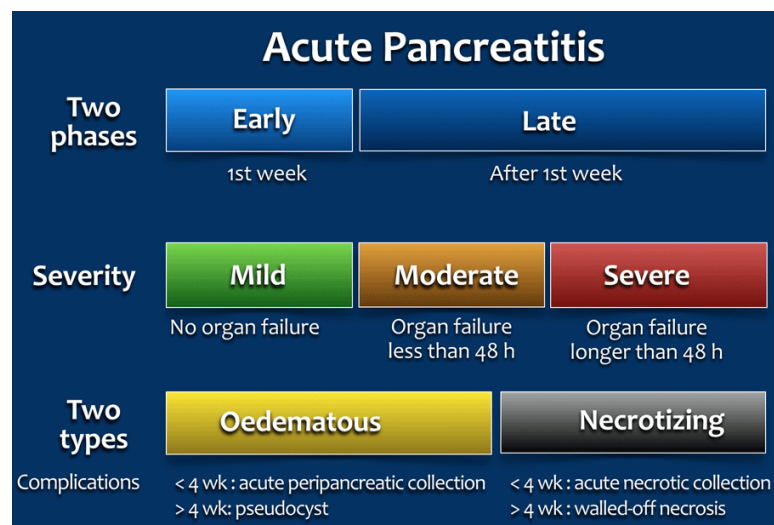 Acute Pancreatitis
Two
phases
Early
Late
1st week
After 1st week
Severity
Mild
Moderate
Severe
No organ failure
Organ failure
less than 48 h
Organ failure
longer than 48 h
Two
types
Oedematous
Necrotizing
Complications
< 4 wk : acute peripancreatic collection
> 4 wk: pseudocyst
< 4 wk : acute necrotic collection
> 4 wk : walled-off necrosis